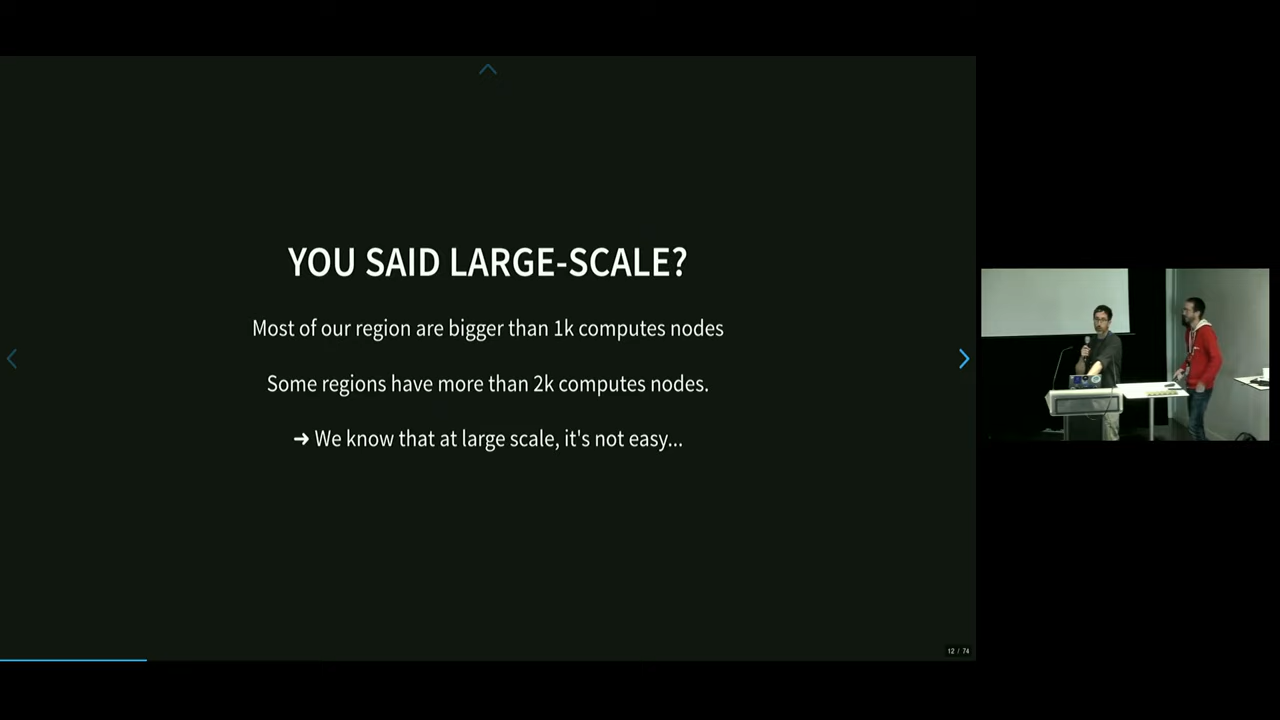 YOU SAID LARGE-SCALE?
Most of our region are bigger than 1k computes nodes
Some regions have more than 2k computes nodes.
➜ We know that at large scale, it's not easy...
12 / 74